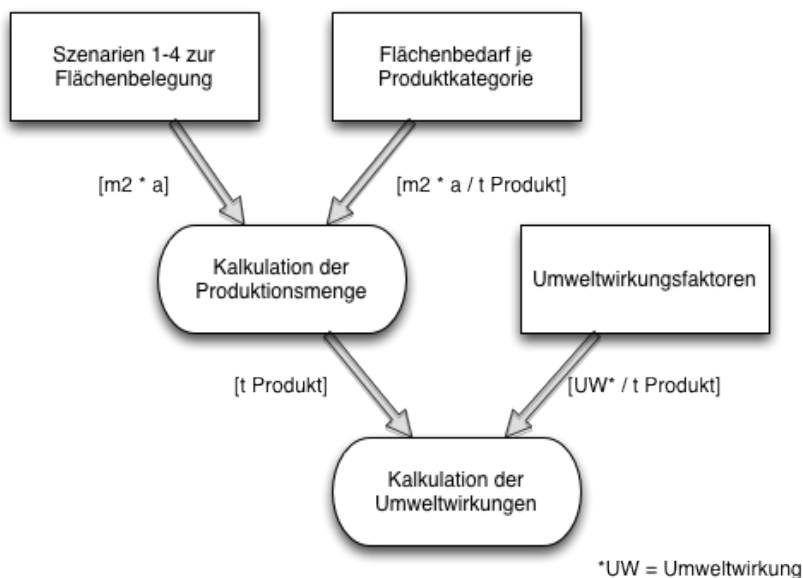 Szenarien 1-4 zur
Flächenbelegung
Flächenbedarf je
Produktkategorie
[m2 * a]
[m2 * a / t Produkt]
Kalkulation der
Produktionsmenge
Umweltwirkungsfaktoren
[t Produkt]
[UW* / t Produkt]
Kalkulation der
Umweltwirkungen
*UW = Umweltwirkung